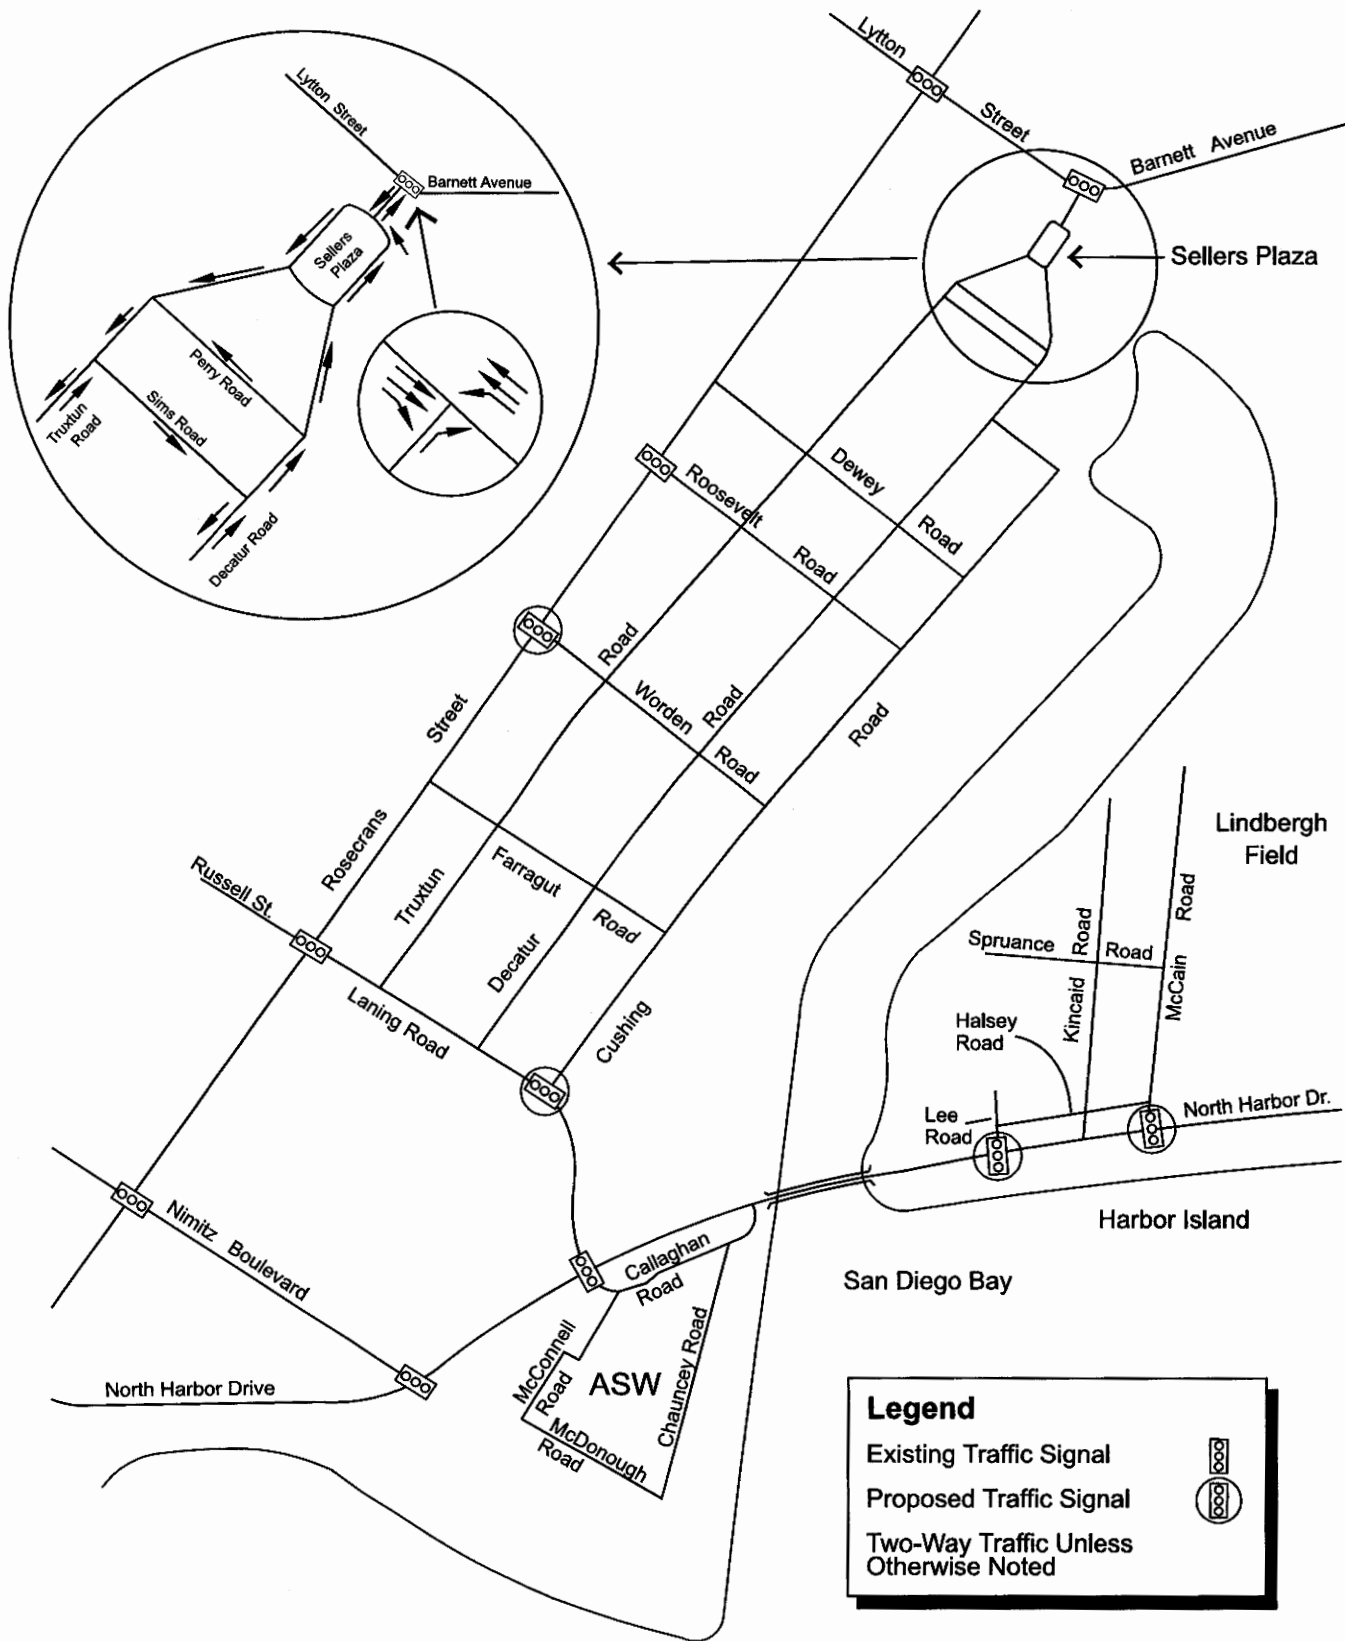 Lytton
Street
Barnett Avenue
Sellers Plaza
Lytton Street
Barnett Avenue
Sellers
Plaza
Perry Road
Sims Road
Truxtun
Road
Decatur Road
Dewey
Road
Roosevelt
Road
Road
Worden
Road
Road
Road
Street
Rosecrans
Truxtun
Farragut
Road
Decatur
Cushing
Russell St.
Laning Road
Lindbergh
Field
Spruance
Road
Road
Kincaid
Road
McCain
Halsey
Road
Lee
Road
North Harbor Dr.
Harbor Island
San Diego Bay
Nimitz
Boulevard
North Harbor Drive
Callaghan
Road
McConnell
Road
ASW
Chauncey Road
McDonough
Road
Legend
Existing Traffic Signal
Proposed Traffic Signal
Two-Way Traffic Unless
Otherwise Noted